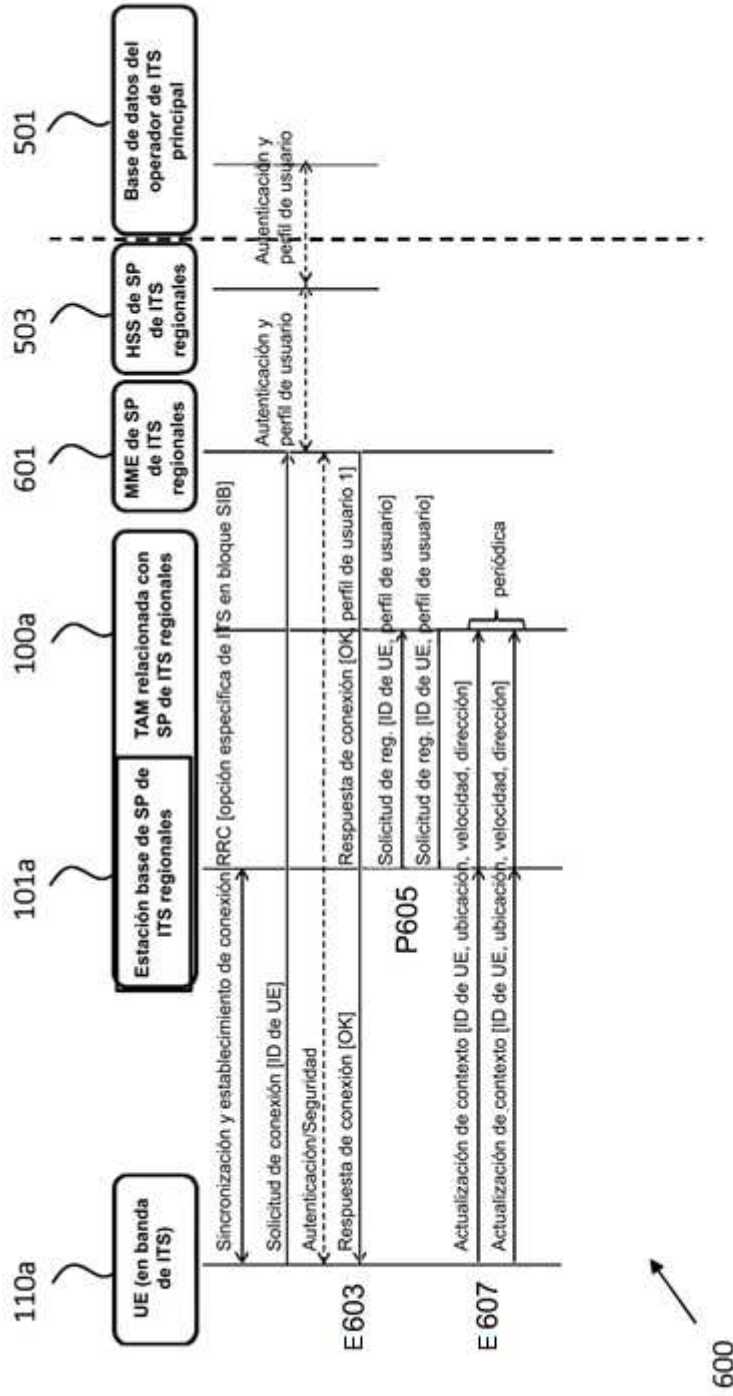 110a
101a
100a
601
503
501
UE (en banda
de ITS)
Estación base de SP de
ITS regionales
TAM relacionada con
SP de ITS regionales
MME de SP
de ITS
regionales
HSS de SP
de ITS
regionales
Base de datos del
operador de ITS
principal
Sincronización y establecimiento de conexión RRC [opción específica de ITS en bloque SIB]
Solicitud de conexión [ID de UE]
Autenticación/Seguridad
Autenticación y
perfil de usuario
Autenticación y
perfil de usuario
E 603
Respuesta de conexión [OK]
Respuesta de conexión [OK, perfil de usuario 1]
P605
Solicitud de reg. [ID de UE, perfil de usuario]
Solicitud de reg. [ID de UE, perfil de usuario]
E 607
Actualización de contexto [ID de UE, ubicación, velocidad, dirección]
Actualización de contexto [ID de UE, ubicación, velocidad, dirección]
periódica
600